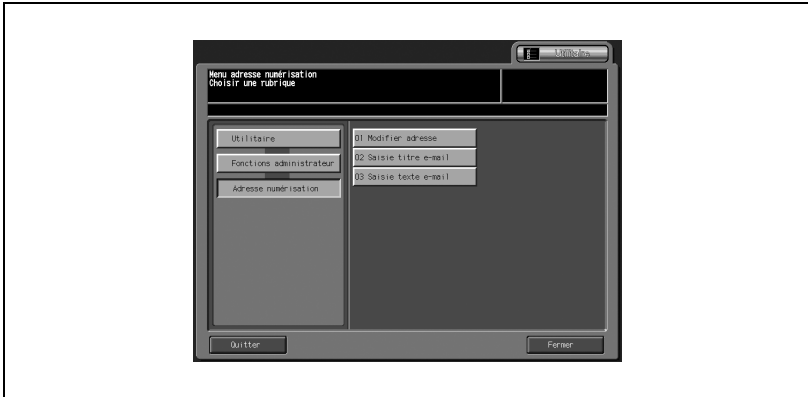 Utilitaire
Menu adresse numérisation
Choisir une rubrique
Utilitaire
Fonctions administrateur
Adresse numérisation
01 Modifier adresse
02 Saisie titre e-mail
03 Saisie texte e-mail
Quitter
Fermer